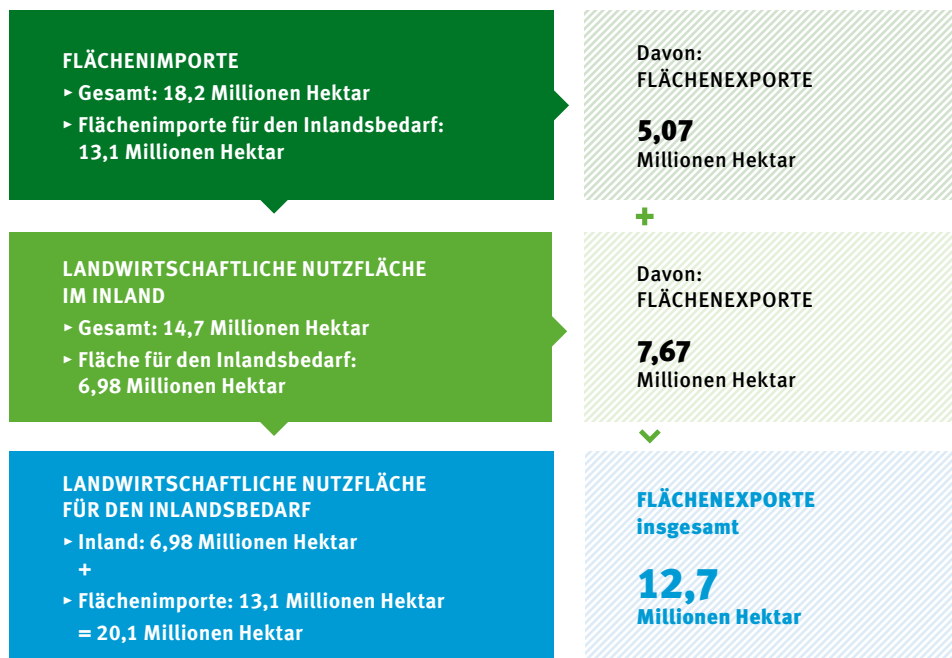 FLÄCHENIMPORTE
▸ Gesamt: 18,2 Millionen Hektar
▸ Flächenimporte für den Inlandsbedarf:
13,1 Millionen Hektar
Davon:
FLÄCHENEXPORTE
5,07
Millionen Hektar
+
LANDWIRTSCHAFTLICHE NUTZFLÄCHE
IM INLAND
▸ Gesamt: 14,7 Millionen Hektar
▸ Fläche für den Inlandsbedarf:
6,98 Millionen Hektar
Davon:
FLÄCHENEXPORTE
7,67
Millionen Hektar
LANDWIRTSCHAFTLICHE NUTZFLÄCHE
FÜR DEN INLANDSBEDARF
▸ Inland: 6,98 Millionen Hektar
+
▸ Flächenimporte: 13,1 Millionen Hektar
= 20,1 Millionen Hektar
FLÄCHENEXPORTE
insgesamt
12,7
Millionen Hektar